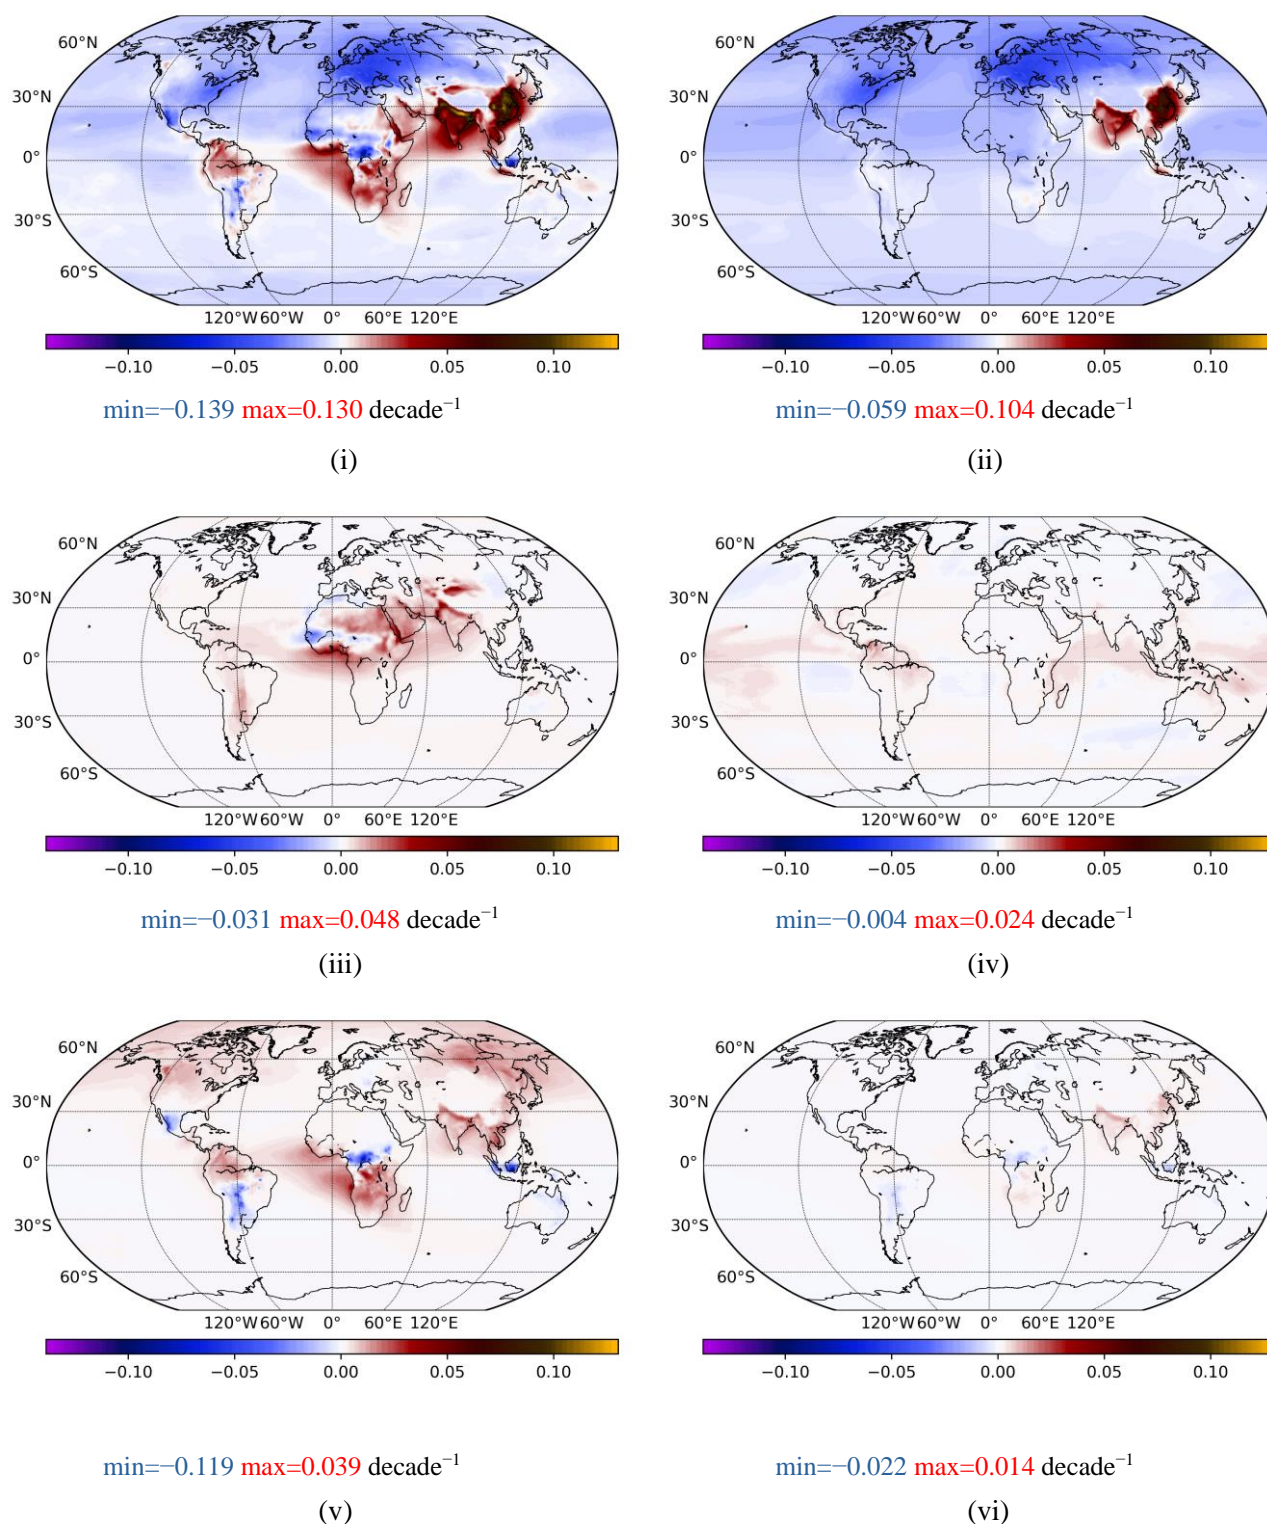 60°N 60°N
30°N 30°N
0° 0°
30°S 30°S
60°S 60°S
120°W 60°W 0° 60°E 120°E 120°W 60°W 0° 60°E 120°E
−0.10 −0.05 0.00 0.05 0.10 −0.10 −0.05 0.00 0.05 0.10
min=−0.139 max=0.130 decade⁻¹ min=−0.059 max=0.104 decade⁻¹
(i) (ii)
60°N 60°N
30°N 30°N
0° 0°
30°S 30°S
60°S 60°S
120°W 60°W 0° 60°E 120°E 120°W 60°W 0° 60°E 120°E
−0.10 −0.05 0.00 0.05 0.10 −0.10 −0.05 0.00 0.05 0.10
min=−0.031 max=0.048 decade⁻¹ min=−0.004 max=0.024 decade⁻¹
(iii) (iv)
60°N 60°N
30°N 30°N
0° 0°
30°S 30°S
60°S 60°S
120°W 60°W 0° 60°E 120°E 120°W 60°W 0° 60°E 120°E
−0.10 −0.05 0.00 0.05 0.10 −0.10 −0.05 0.00 0.05 0.10
min=−0.119 max=0.039 decade⁻¹ min=−0.022 max=0.014 decade⁻¹
(v) (vi)